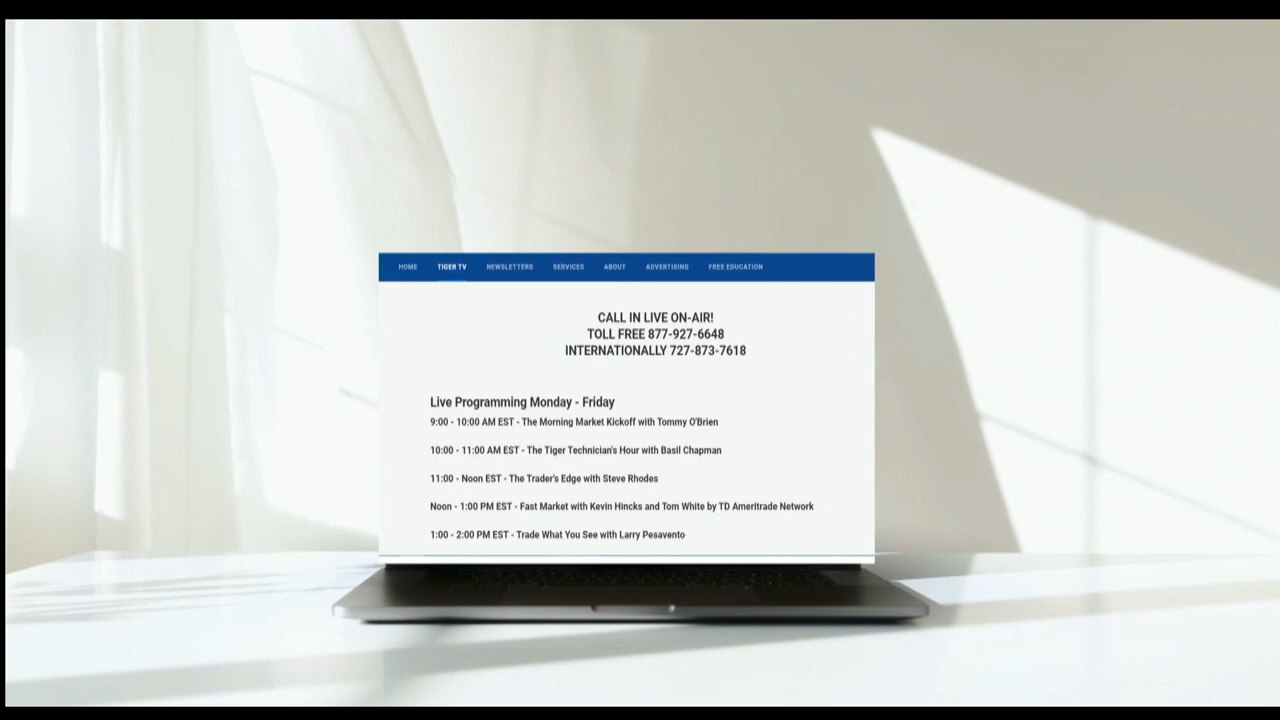 HOME TIGER TV NEWSLETTERS SERVICES ABOUT ADVERTISING FREE EDUCATION
CALL IN LIVE ON-AIR!
TOLL FREE 877-927-6648
INTERNATIONALLY 727-873-7618
Live Programming Monday - Friday
9:00 - 10:00 AM EST - The Morning Market Kickoff with Tommy O'Brien
10:00 - 11:00 AM EST - The Tiger Technician's Hour with Basil Chapman
11:00 - Noon EST - The Trader's Edge with Steve Rhodes
Noon - 1:00 PM EST - Fast Market with Kevin Hincks and Tom White by TD Ameritrade Network
1:00 - 2:00 PM EST - Trade What You See with Larry Pesavento